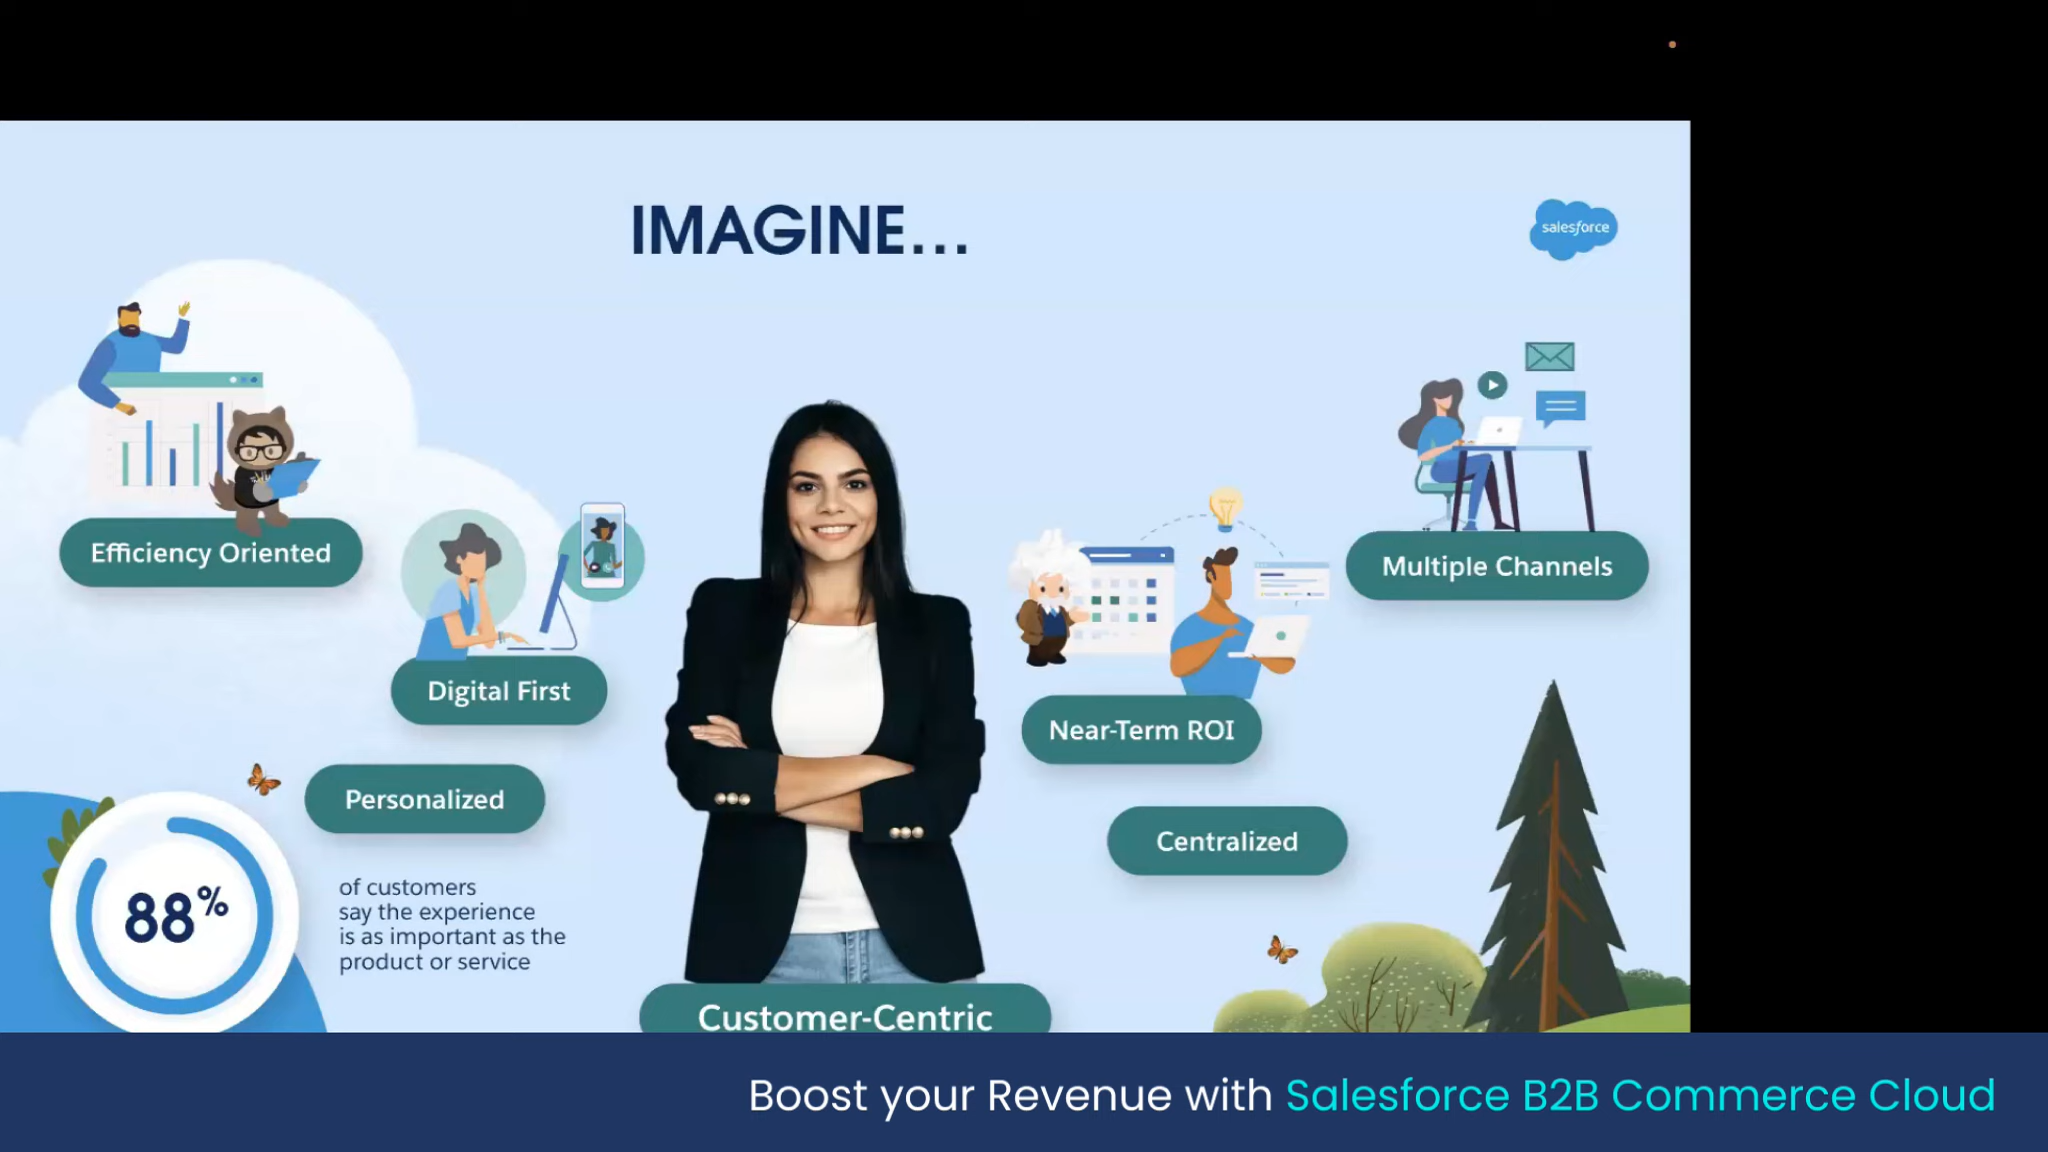 IMAGINE...
salesforce
Efficiency Oriented
Digital First
Personalized
88%
of customers
say the experience
is as important as the
product or service
Near-Term ROI
Multiple Channels
Centralized
Customer-Centric
Boost your Revenue with Salesforce B2B Commerce Cloud